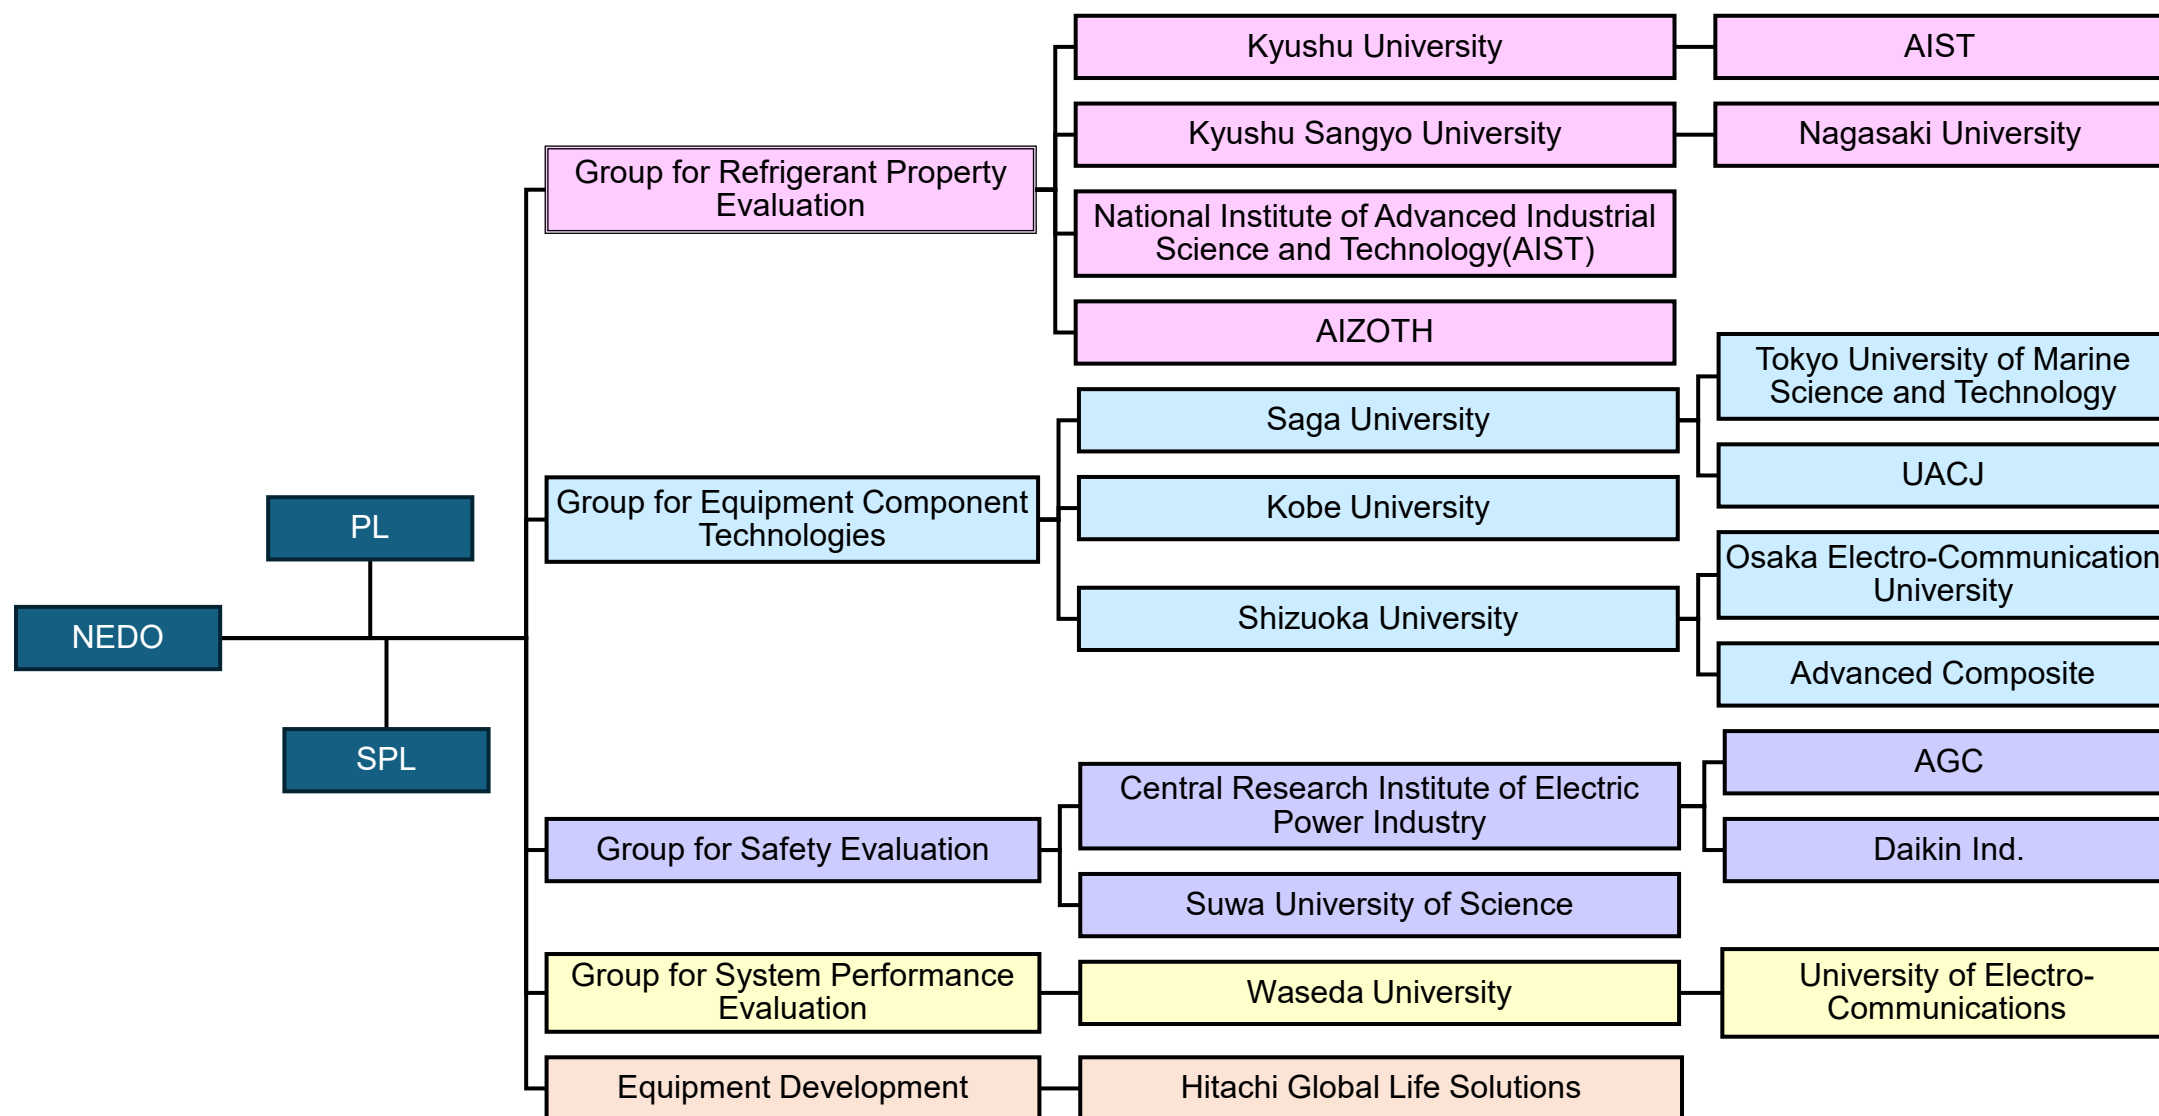 Kyushu University
AIST
Kyushu Sangyo University
Nagasaki University
Group for Refrigerant Property
Evaluation
National Institute of Advanced Industrial
Science and Technology(AIST)
AIZOTH
Tokyo University of Marine
Science and Technology
Saga University
UACJ
Group for Equipment Component
Technologies
Kobe University
PL
Osaka Electro-Communication
University
Shizuoka University
NEDO
Advanced Composite
SPL
AGC
Central Research Institute of Electric
Power Industry
Group for Safety Evaluation
Daikin Ind.
Suwa University of Science
Group for System Performance
Evaluation
Waseda University
University of Electro-
Communications
Equipment Development
Hitachi Global Life Solutions